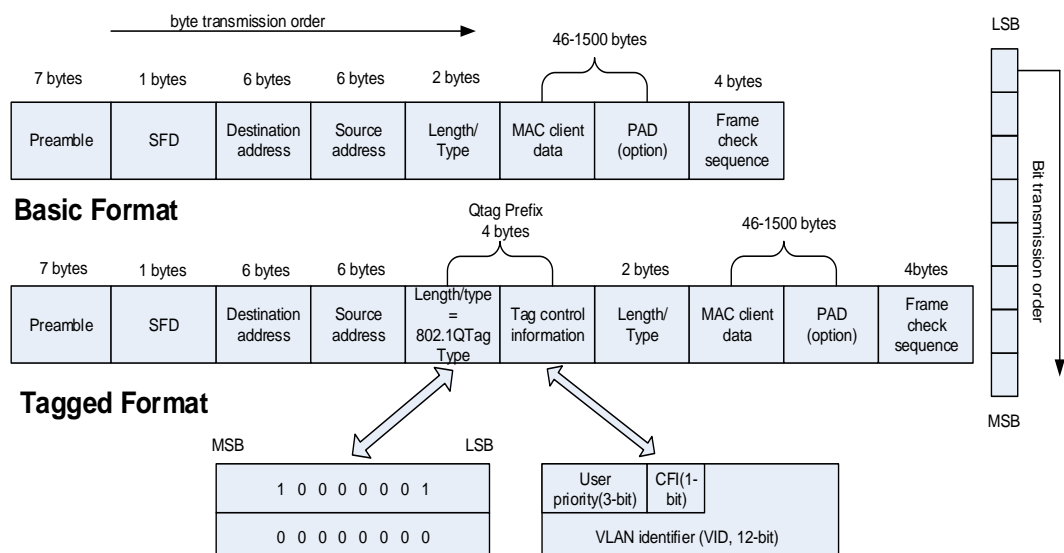 byte transmission order
46-1500 bytes
7 bytes
1 bytes
6 bytes
6 bytes
2 bytes
4 bytes
Preamble
SFD
Destination
address
Source
address
Length/
Type
MAC client
data
PAD
(option)
Frame
check
sequence
Basic Format
Qtag Prefix
4 bytes
46-1500 bytes
7 bytes
1 bytes
6 bytes
6 bytes
2 bytes
4bytes
Preamble
SFD
Destination
address
Source
address
Length/type
=
802.1QTag
Type
Tag control
information
Length/
Type
MAC client
data
PAD
(option)
Frame
check
sequence
Tagged Format
MSB
LSB
1 0 0 0 0 0 0 1
0 0 0 0 0 0 0 0
User
priority(3-bit)
CFI(1-
bit)
VLAN identifier (VID, 12-bit)
LSB
Bit transmission order
MSB